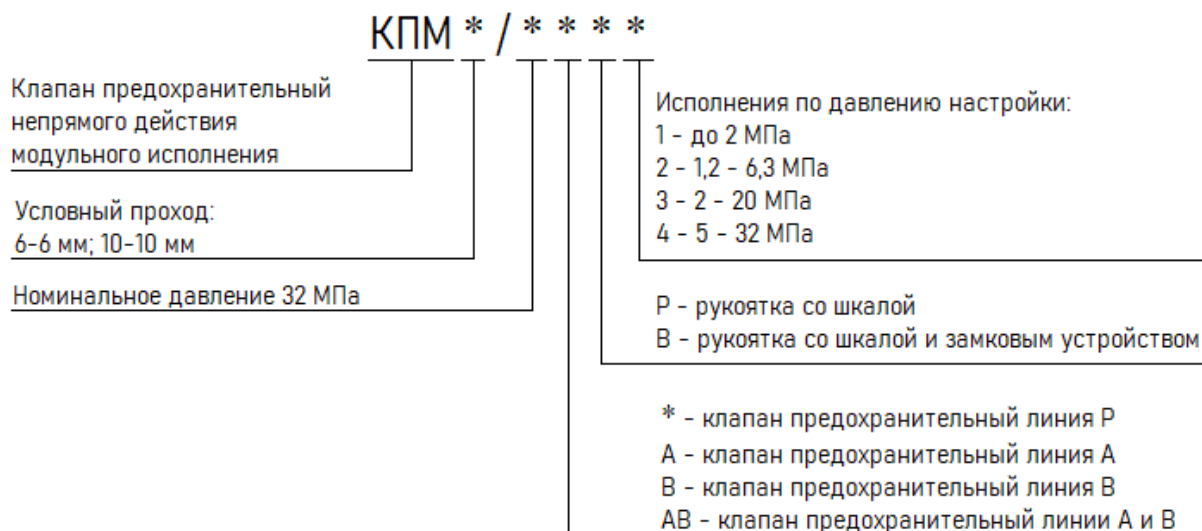 КПМ * / * * * *
Клапан предохранительный
непрямого действия
модульного исполнения
Условный проход:
6-6 мм; 10-10 мм
Номинальное давление 32 МПа
Исполнения по давлению настройки:
1 - до 2 МПа
2 - 1,2 - 6,3 МПа
3 - 2 - 20 МПа
4 - 5 - 32 МПа
Р - рукоятка со шкалой
В - рукоятка со шкалой и замковым устройством
* - клапан предохранительный линия Р
А - клапан предохранительный линия А
В - клапан предохранительный линия В
АВ - клапан предохранительный линии А и В